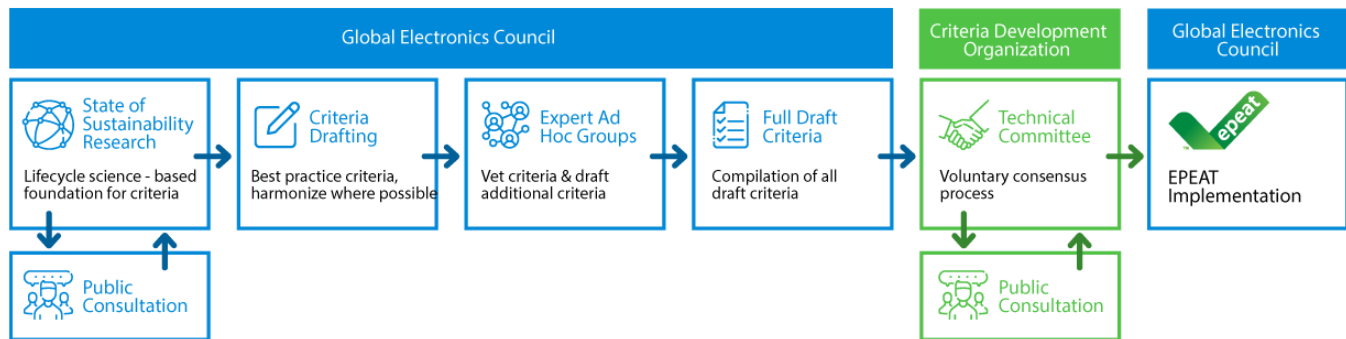 Global Electronics Council
Criteria Development
Organization
Global Electronics
Council
State of
Sustainability
Research
Lifecycle science - based
foundation for criteria
Criteria
Drafting
Best practice criteria,
harmonize where possible
Expert Ad
Hoc Groups
Vet criteria & draft
additional criteria
Full Draft
Criteria
Compilation of all
draft criteria
Technical
Committee
Voluntary consensus
process
epeat
TM
EPEAT
Implementation
Public
Consultation
Public
Consultation